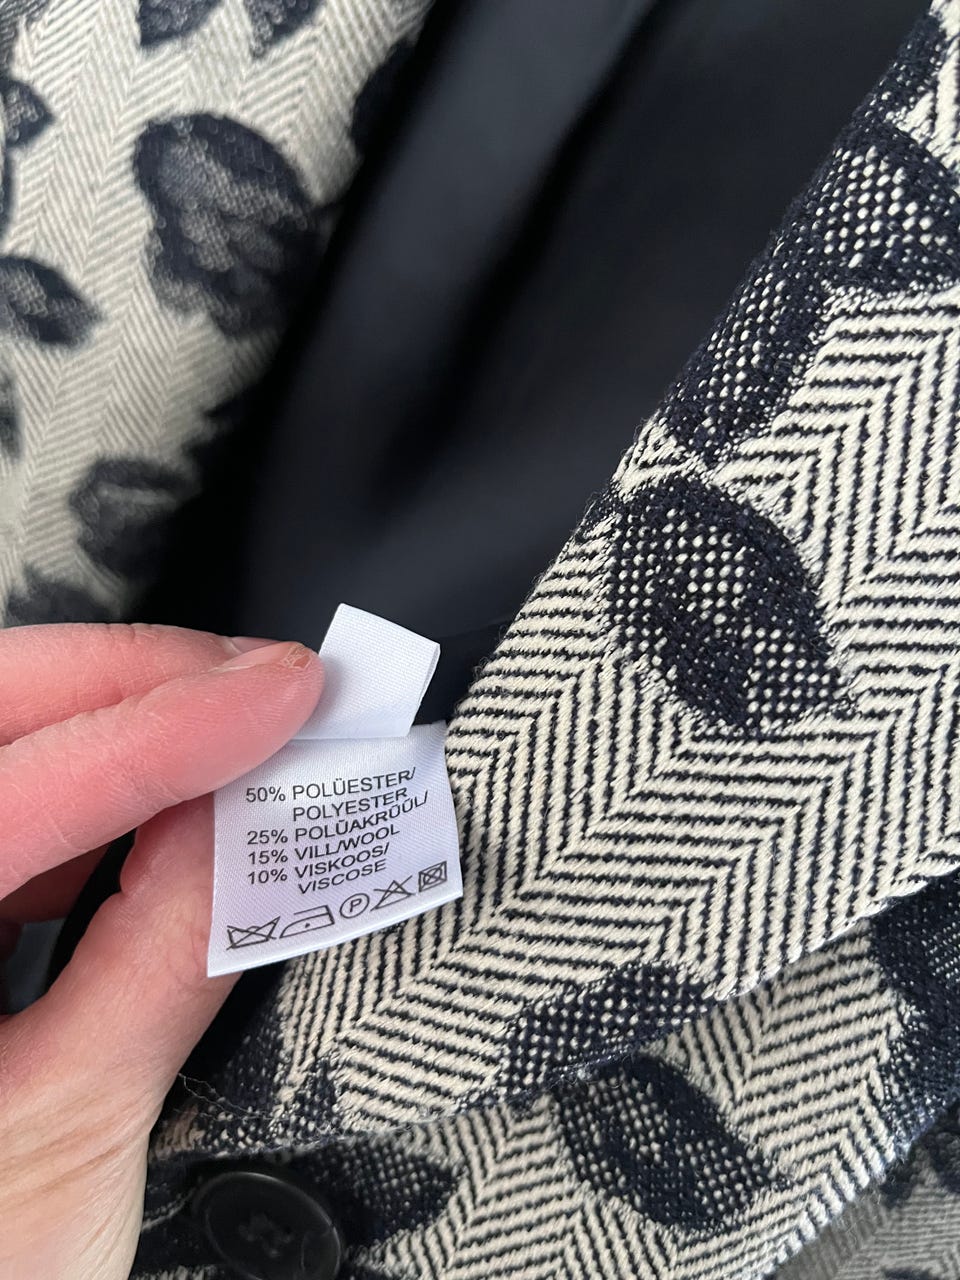 50% POLÜESTER/
POLYESTER
25% POLÜAKRÜÜL/
15% VILL/WOOL
10% VISKOOS/
VISCOSE
P